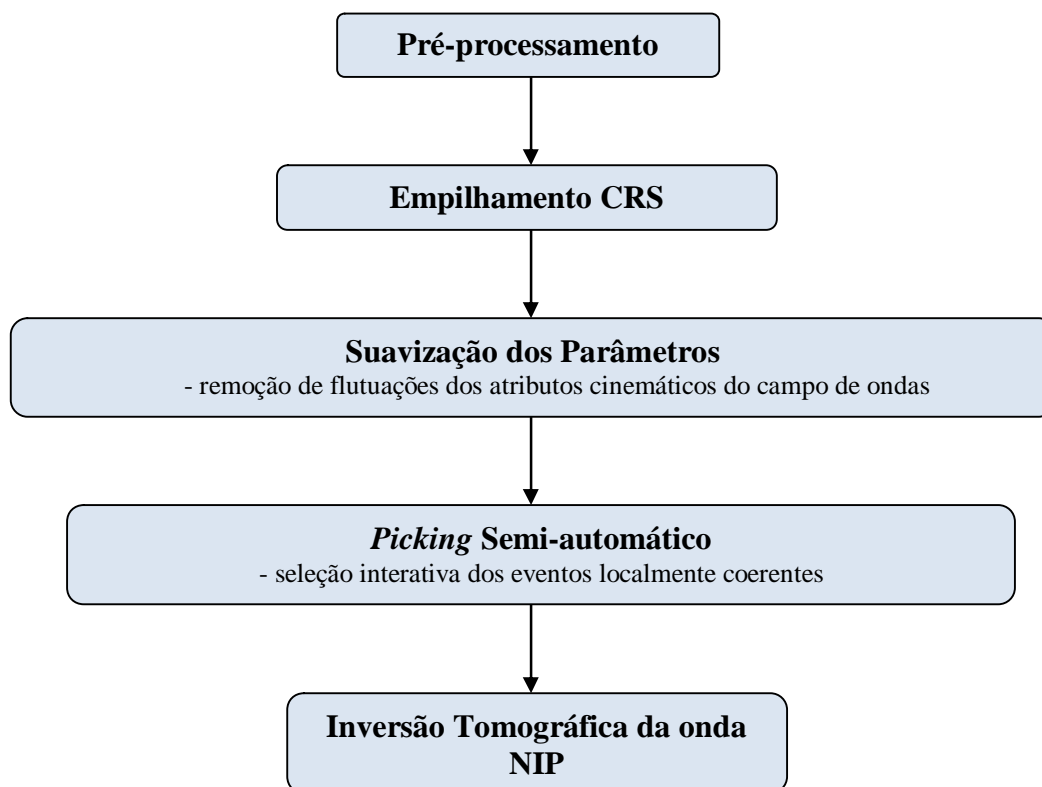 Pré-processamento
Empilhamento CRS
Suavização dos Parâmetros
- remoção de flutuações dos atributos cinemáticos do campo de ondas
Picking Semi-automático
- seleção interativa dos eventos localmente coerentes
Inversão Tomográfica da onda
NIP